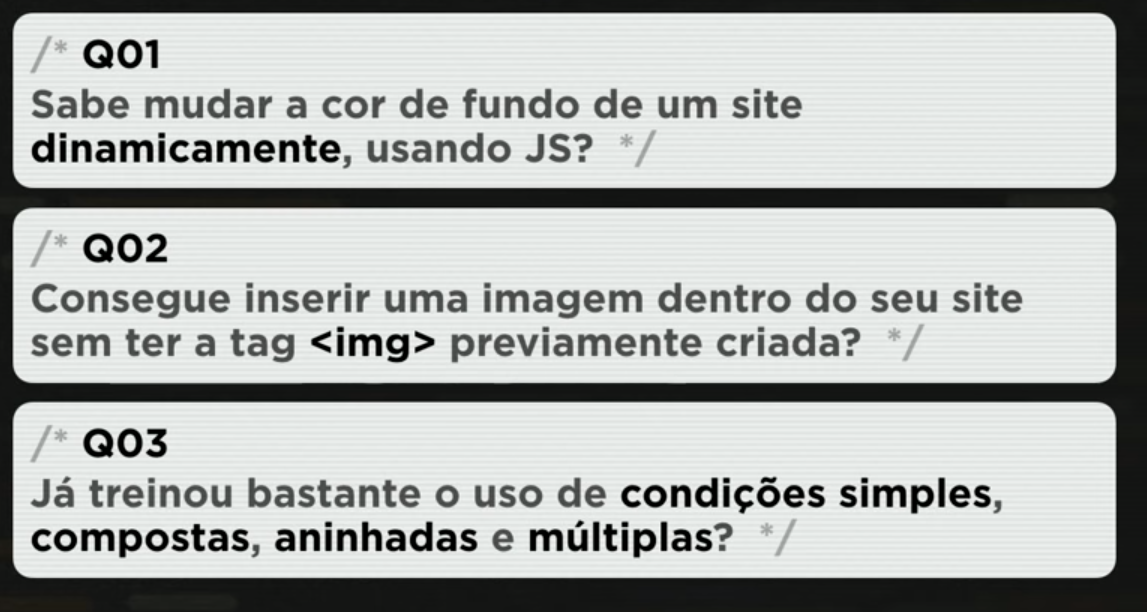 /* Q01
Sabe mudar a cor de fundo de um site
dinamicamente, usando JS? */
/* Q02
Consegue inserir uma imagem dentro do seu site
sem ter a tag <img> previamente criada? */
/* Q03
Já treinou bastante o uso de condições simples,
compostas, aninhadas e múltiplas? */